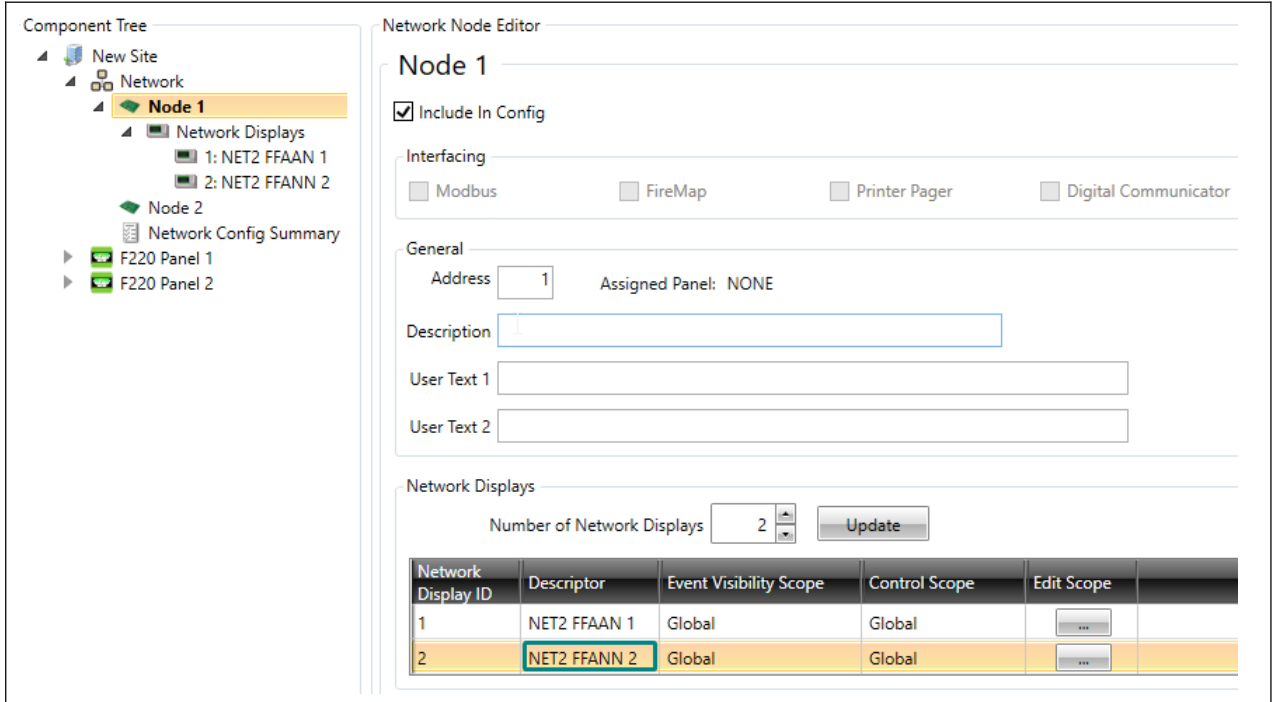 Component Tree
New Site
Network
Node 1
Network Displays
1: NET2 FFAAN 1
2: NET2 FFANN 2
Node 2
Network Config Summary
F220 Panel 1
F220 Panel 2
Network Node Editor
Node 1
Include In Config
Interfacing
Modbus FireMap Printer Pager Digital Communicator
General
Address 1 Assigned Panel: NONE
Description
User Text 1
User Text 2
Network Displays
Number of Network Displays 2 Update
Network Display ID Descriptor Event Visibility Scope Control Scope Edit Scope
1 NET2 FFAAN 1 Global Global ...
2 NET2 FFANN 2 Global Global ...